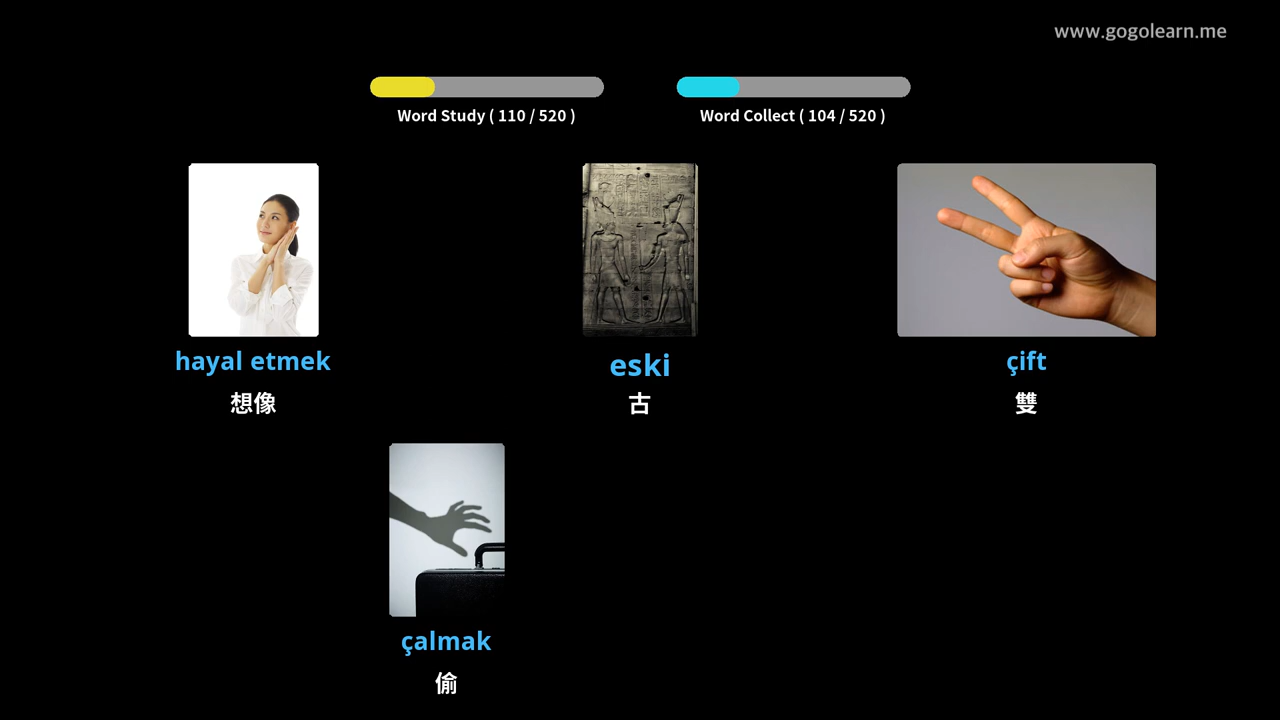 www.gogolearn.me
Word Study ( 110 / 520 )
Word Collect ( 104 / 520 )
hayal etmek
想像
eski
古
çift
雙
çalmak
偷